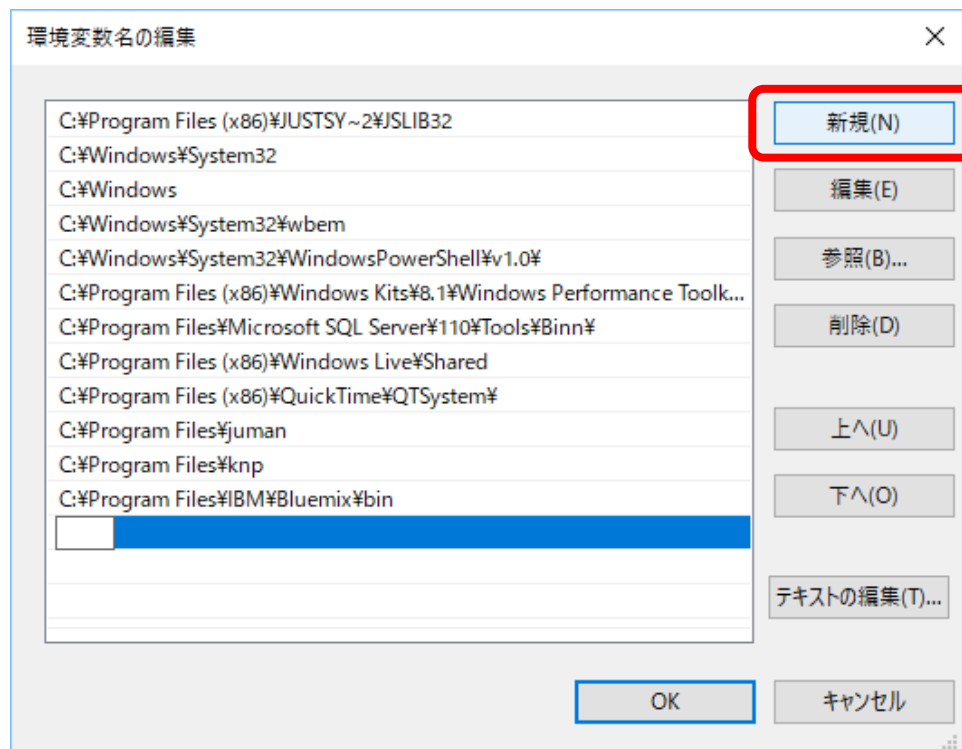 環境変数名の編集
C:¥Program Files (x86)¥JUSTSY~2¥JSLIB32
C:¥Windows¥System32
C:¥Windows
C:¥Windows¥System32¥wbem
C:¥Windows¥System32¥WindowsPowerShell¥v1.0¥
C:¥Program Files (x86)¥Windows Kits¥8.1¥Windows Performance Toolk...
C:¥Program Files¥Microsoft SQL Server¥110¥Tools¥Binn¥
C:¥Program Files (x86)¥Windows Live¥Shared
C:¥Program Files (x86)¥QuickTime¥QTSystem¥
C:¥Program Files¥juman
C:¥Program Files¥knp
C:¥Program Files¥IBM¥Bluemix¥bin
新規(N)
編集(E)
参照(B)...
削除(D)
上へ(U)
下へ(O)
テキストの編集(T)...
OK
キャンセル